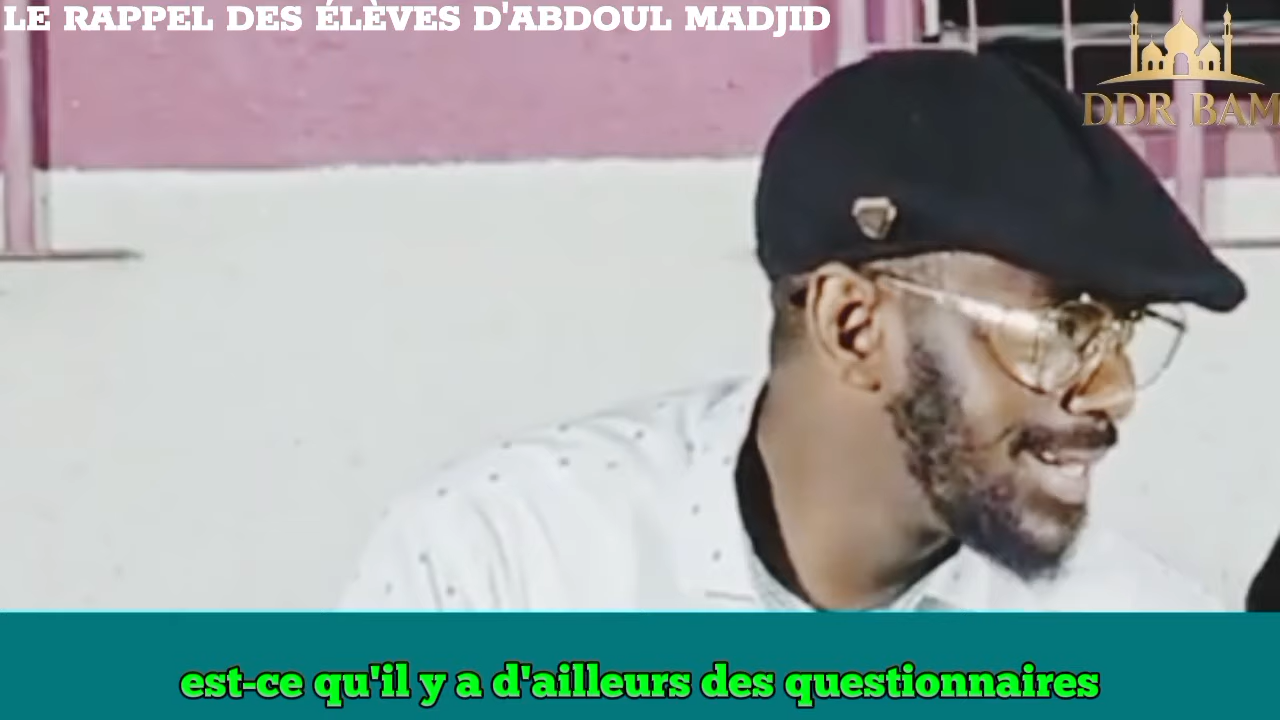 LE RAPPEL DES ÉLÈVES D'ABDOUL MADJID
DDR BAM
est-ce qu'il y a d'ailleurs des questionnaires